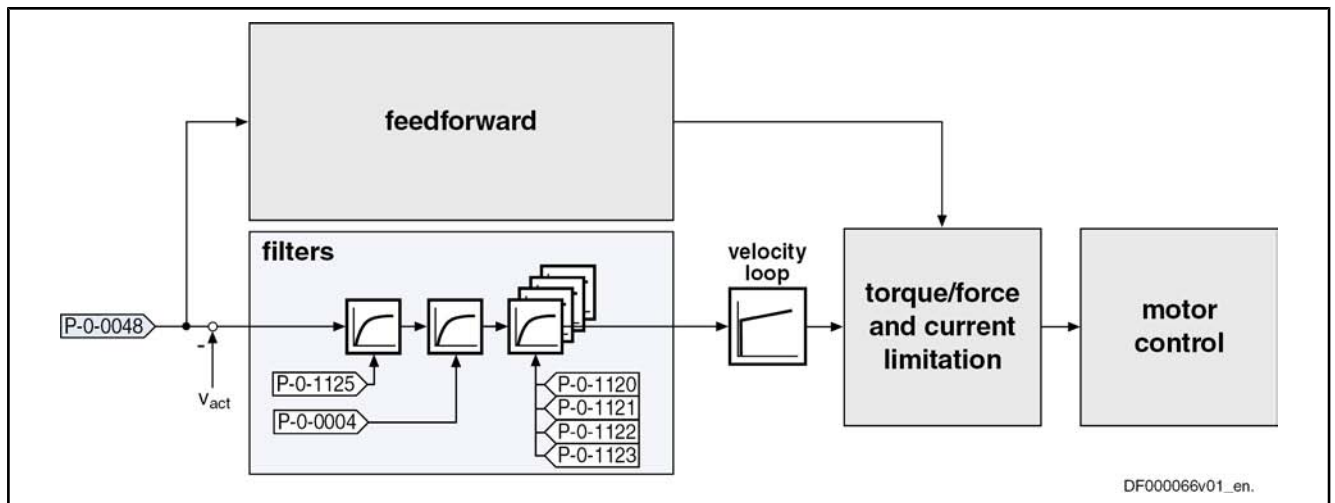 feedforward
filters
velocity
loop
P-0-0048
-
v_act
P-0-1125
P-0-0004
P-0-1120
P-0-1121
P-0-1122
P-0-1123
torque/force
and current
limitation
motor
control
DF000066v01_en.